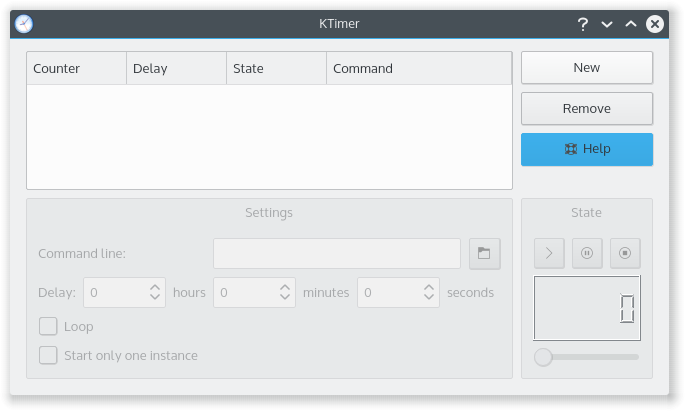 KTimer
Counter Delay State Command
New
Remove
Help
Settings
Command line:
Delay: 0 hours 0 minutes 0 seconds
Loop
Start only one instance
State
0